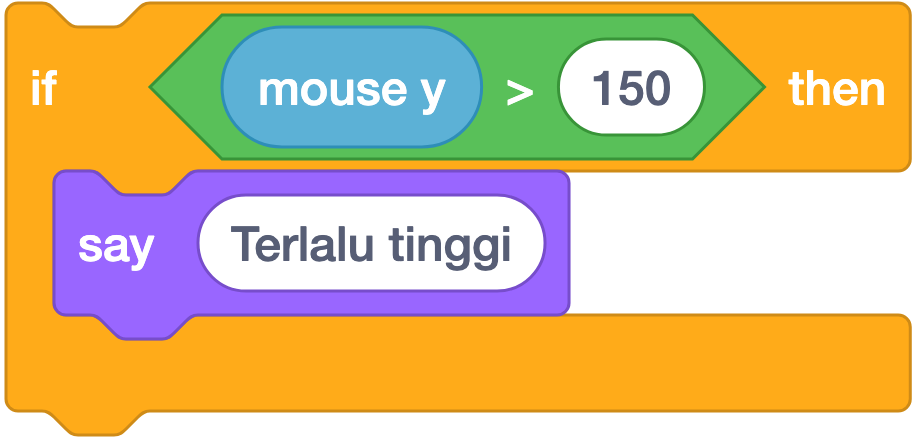 if mouse y > 150 then
say Terlalu tinggi